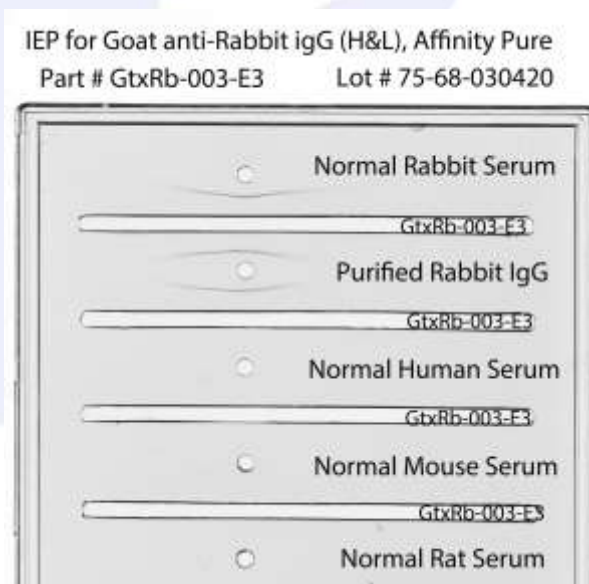 IEP for Goat anti-Rabbit igG (H&L), Affinity Pure
Part # GtxRb-003-E3 Lot # 75-68-030420
Normal Rabbit Serum
GtxRb-003-E3
Purified Rabbit IgG
GtxRb-003-E3
Normal Human Serum
GtxRb-003-E3
Normal Mouse Serum
GtxRb-003-E3
Normal Rat Serum